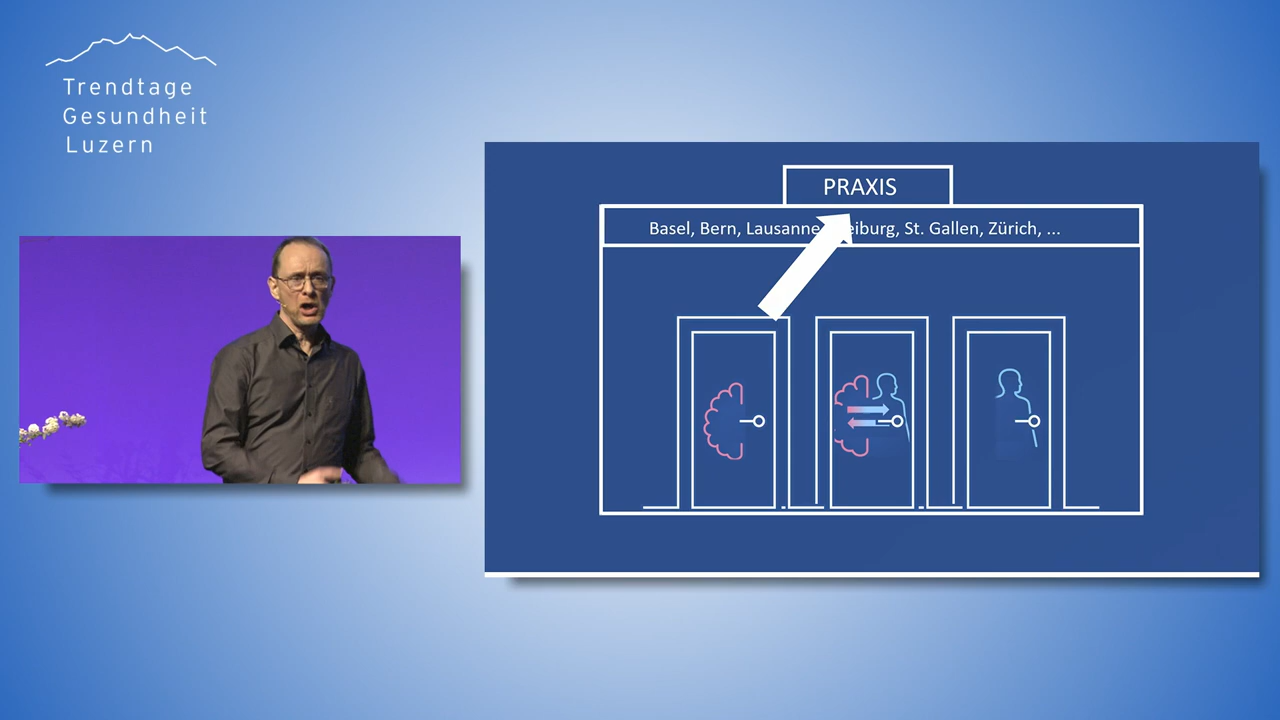 Trendtage
Gesundheit
Luzern
PRAXIS
Basel, Bern, Lausanne, St. Gallen, Zürich, ...